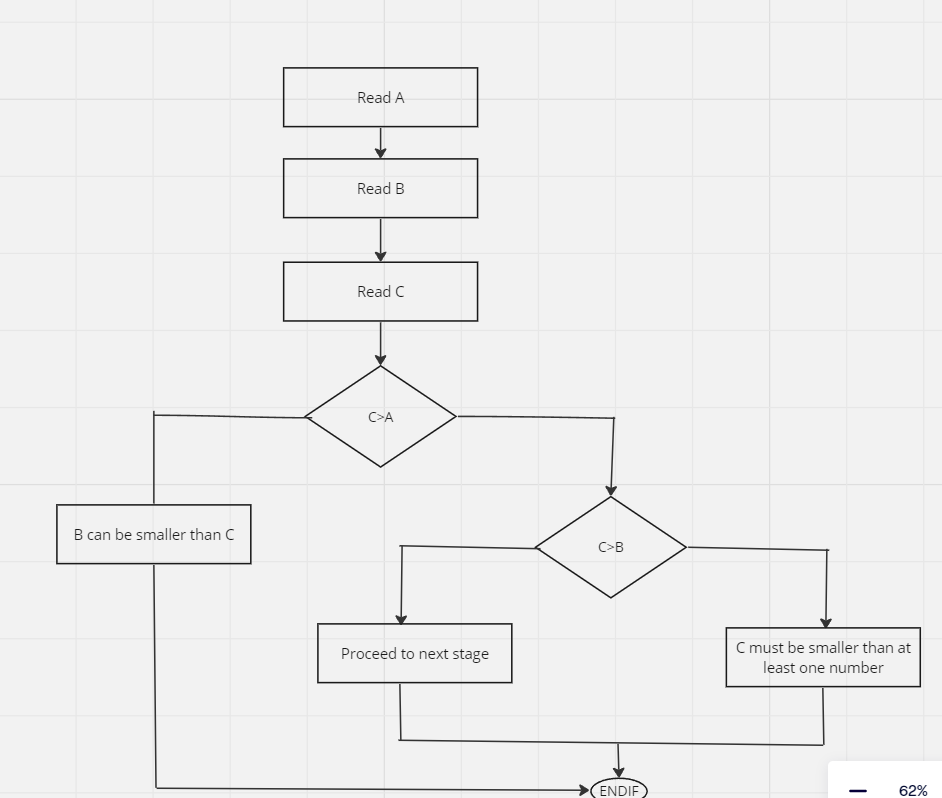 Read A
Read B
Read C
C>A
B can be smaller than C
C>B
Proceed to next stage
C must be smaller than at
least one number
ENDIF
62%